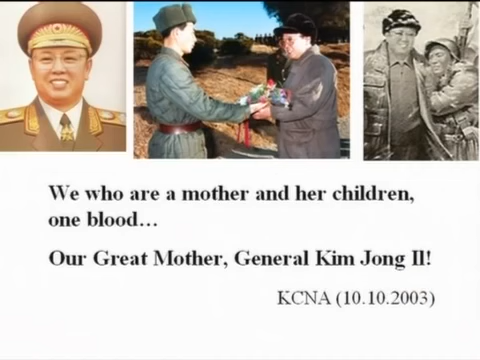 We who are a mother and her children,
one blood…
Our Great Mother, General Kim Jong Il!
KCNA (10.10.2003)